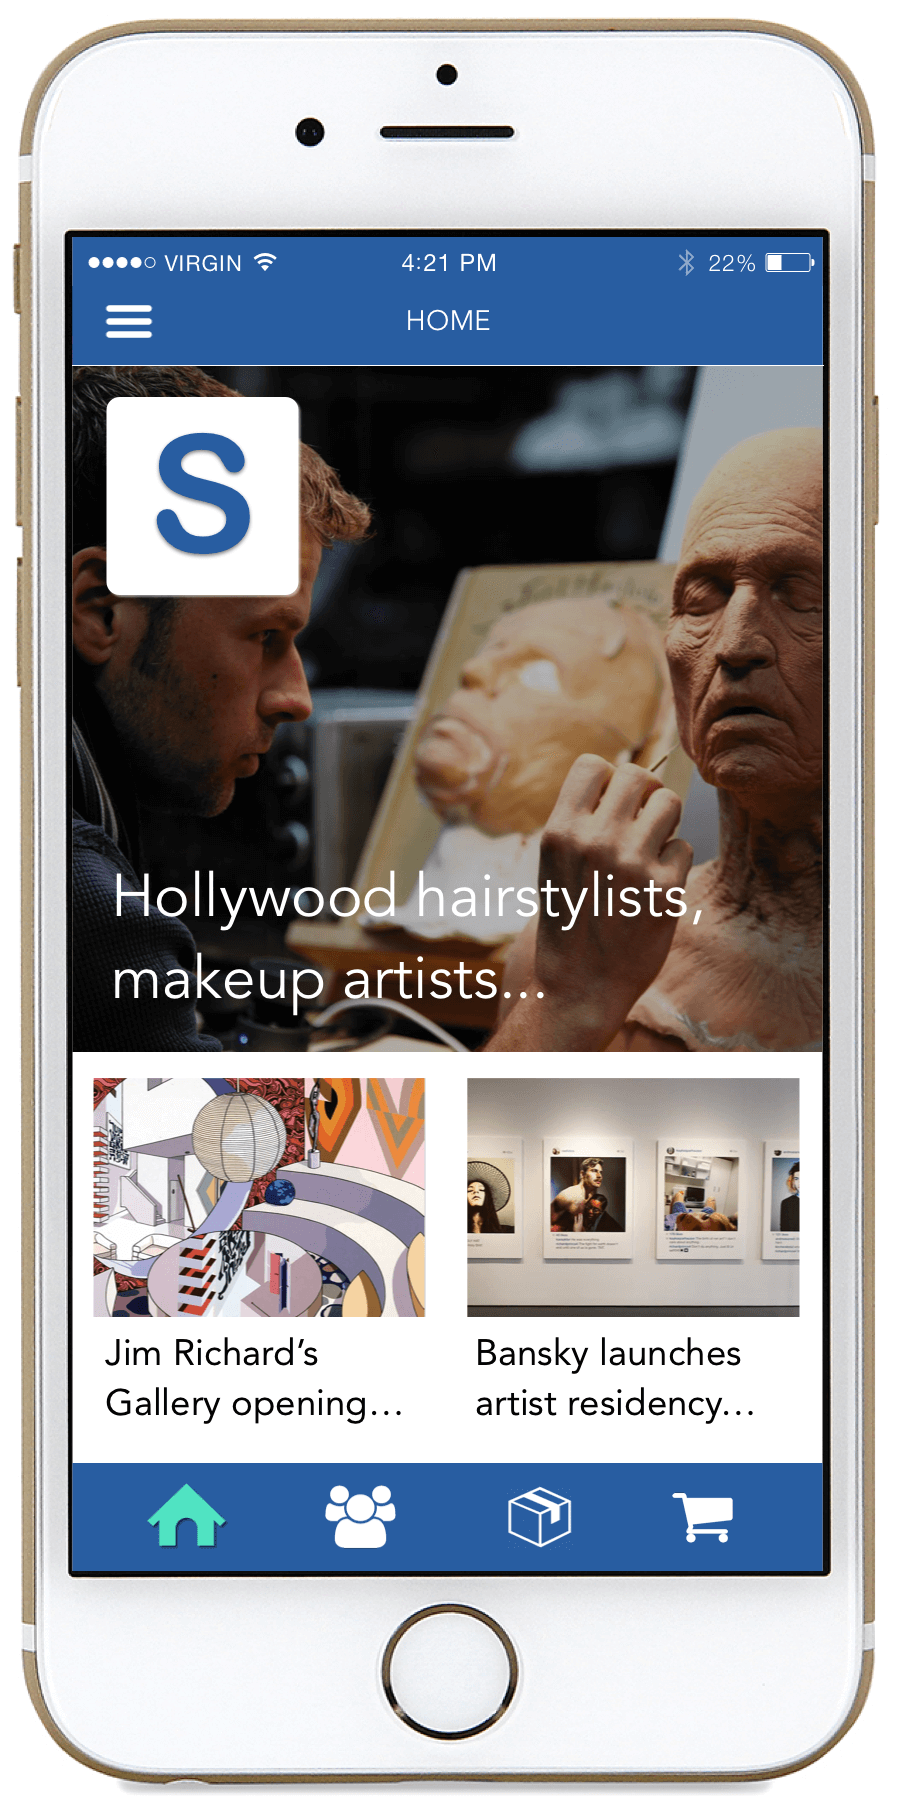 VIRGIN
4:21 PM
22%
HOME
S
Hollywood hairstylists,
makeup artists...
Jim Richard’s
Gallery opening...
Bansky launches
artist residency...